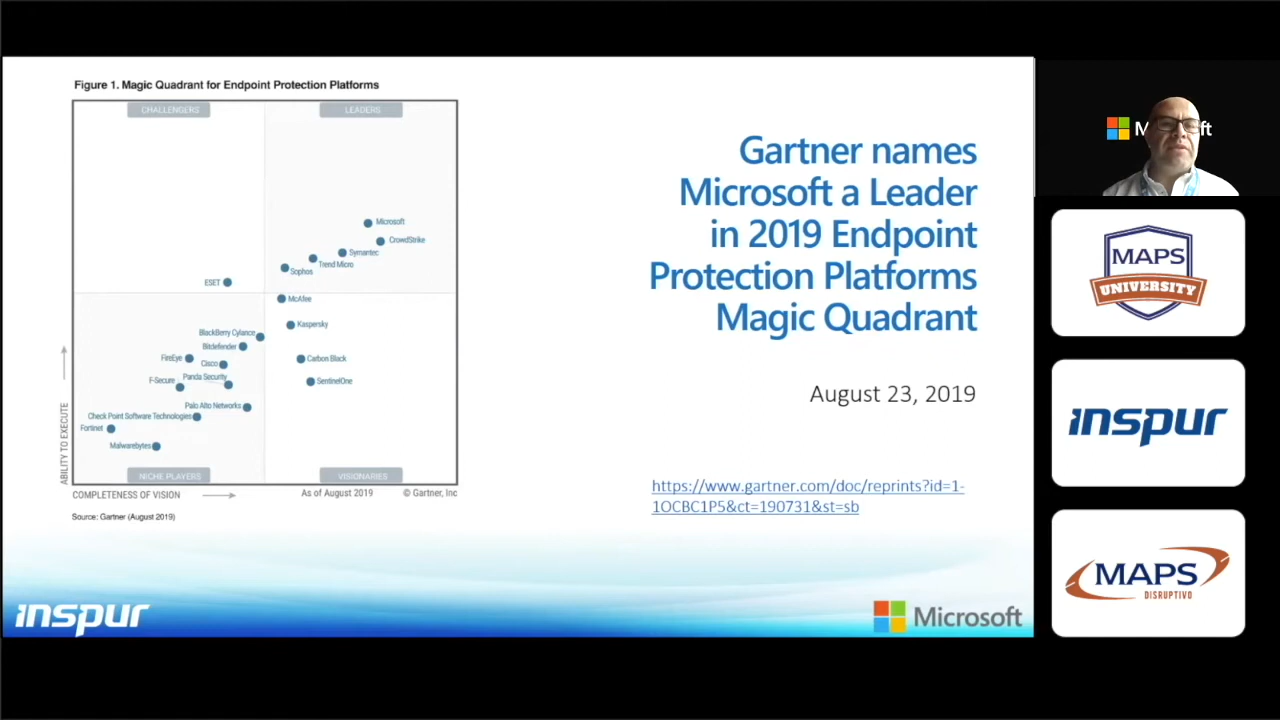 Figure 1. Magic Quadrant for Endpoint Protection Platforms
CHALLENGERS
LEADERS
Microsoft
CrowdStrike
Symantec
Trend Micro
Sophos
ESET
McAfee
Kaspersky
BlackBerry Cylance
Bitdefender
FireEye
Cisco
Carbon Black
F-Secure
Panda Security
SentinelOne
Palo Alto Networks
Check Point Software Technologies
Fortinet
Malwarebytes
NICHE PLAYERS
VISIONARIES
ABILITY TO EXECUTE
COMPLETENESS OF VISION
As of August 2019
© Gartner, Inc
Source: Gartner (August 2019)
Gartner names
Microsoft a Leader
in 2019 Endpoint
Protection Platforms
Magic Quadrant
August 23, 2019
https://www.gartner.com/doc/reprints?id=1-
1OCBC1P5&ct=190731&st=sb
inspur
Microsoft
M ft
MAPS
UNIVERSITY
inspur
MAPS
DISRUPTIVO